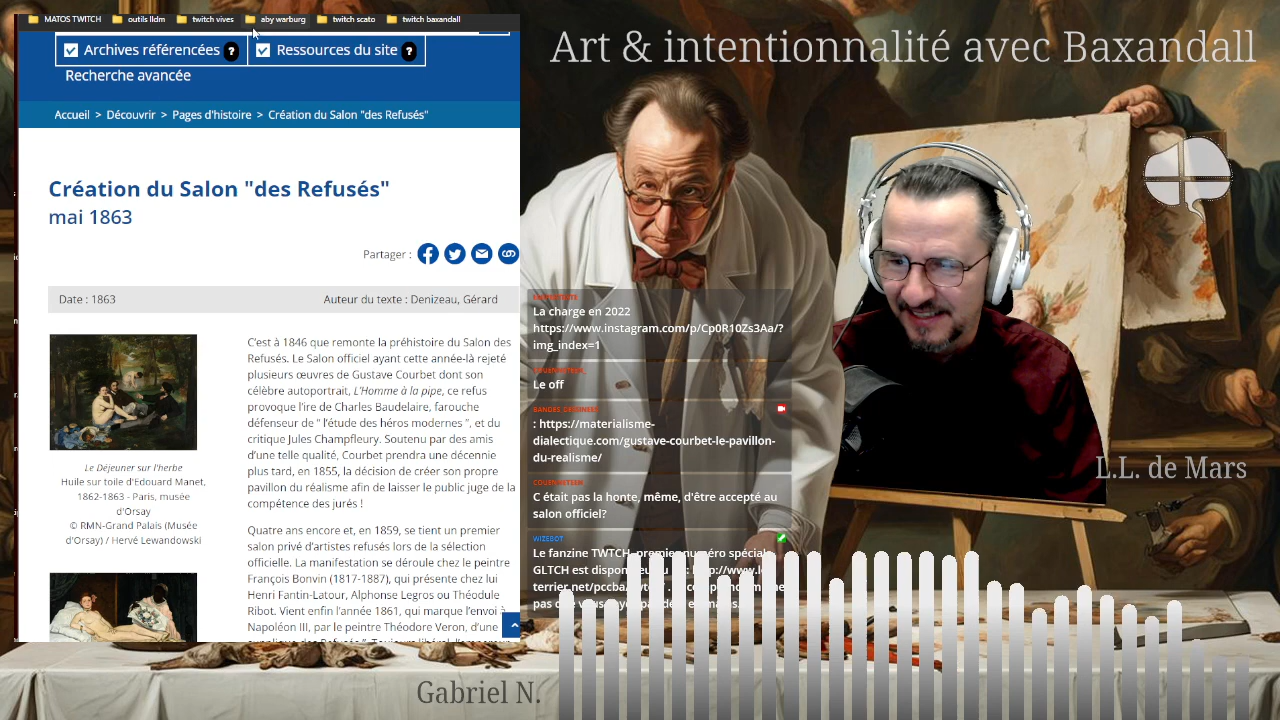 MATOS TWITCH
outils lldm
twitch vives
aby warburg
twitch scato
twitch baxandall
Archives référencées ?
Ressources du site ?
Recherche avancée
Accueil > Découvrir > Pages d'histoire > Création du Salon "des Refusés"
Création du Salon "des Refusés"
mai 1863
Partager :
Date : 1863
Auteur du texte : Denizeau, Gérard
Le Déjeuner sur l'herbe
Huile sur toile d'Edouard Manet,
1862-1863 - Paris, musée
d'Orsay
© RMN-Grand Palais (Musée
d'Orsay) / Hervé Lewandowski
C'est à 1846 que remonte la préhistoire du Salon des
Refusés. Le Salon officiel ayant cette année-là rejeté
plusieurs œuvres de Gustave Courbet dont son
célèbre autoportrait, L'Homme à la pipe, ce refus
provoque l'ire de Charles Baudelaire, farouche
défenseur de " l'étude des héros modernes ", et du
critique Jules Champfleury. Soutenu par des amis
d'une telle qualité, Courbet prendra une décennie
plus tard, en 1855, la décision de créer son propre
pavillon du réalisme afin de laisser le public juge de la
compétence des jurés !
Quatre ans encore et, en 1859, se tient un premier
salon privé d'artistes refusés lors de la sélection
officielle. La manifestation se déroule chez le peintre
François Bonvin (1817-1887), qui présente chez lui
Henri Fantin-Latour, Alphonse Legros ou Théodule
Ribot. Vient enfin l'année 1861, qui marque l'envoi à
Napoléon III, par le peintre Théodore Veron, d'une
Art & intentionnalité avec Baxandall
La charge en 2022
https://www.instagram.com/p/Cp0R10Zs3Aa/?
img_index=1
Le off
: https://materialisme-
dialectique.com/gustave-courbet-le-pavillon-
du-realisme/
C était pas la honte, même, d'être accepté au
salon officiel?
WIZEBOT
Le fanzine TWTCH, premier numéro spécial
GLTCH est
L.L. de Mars
Gabriel N.